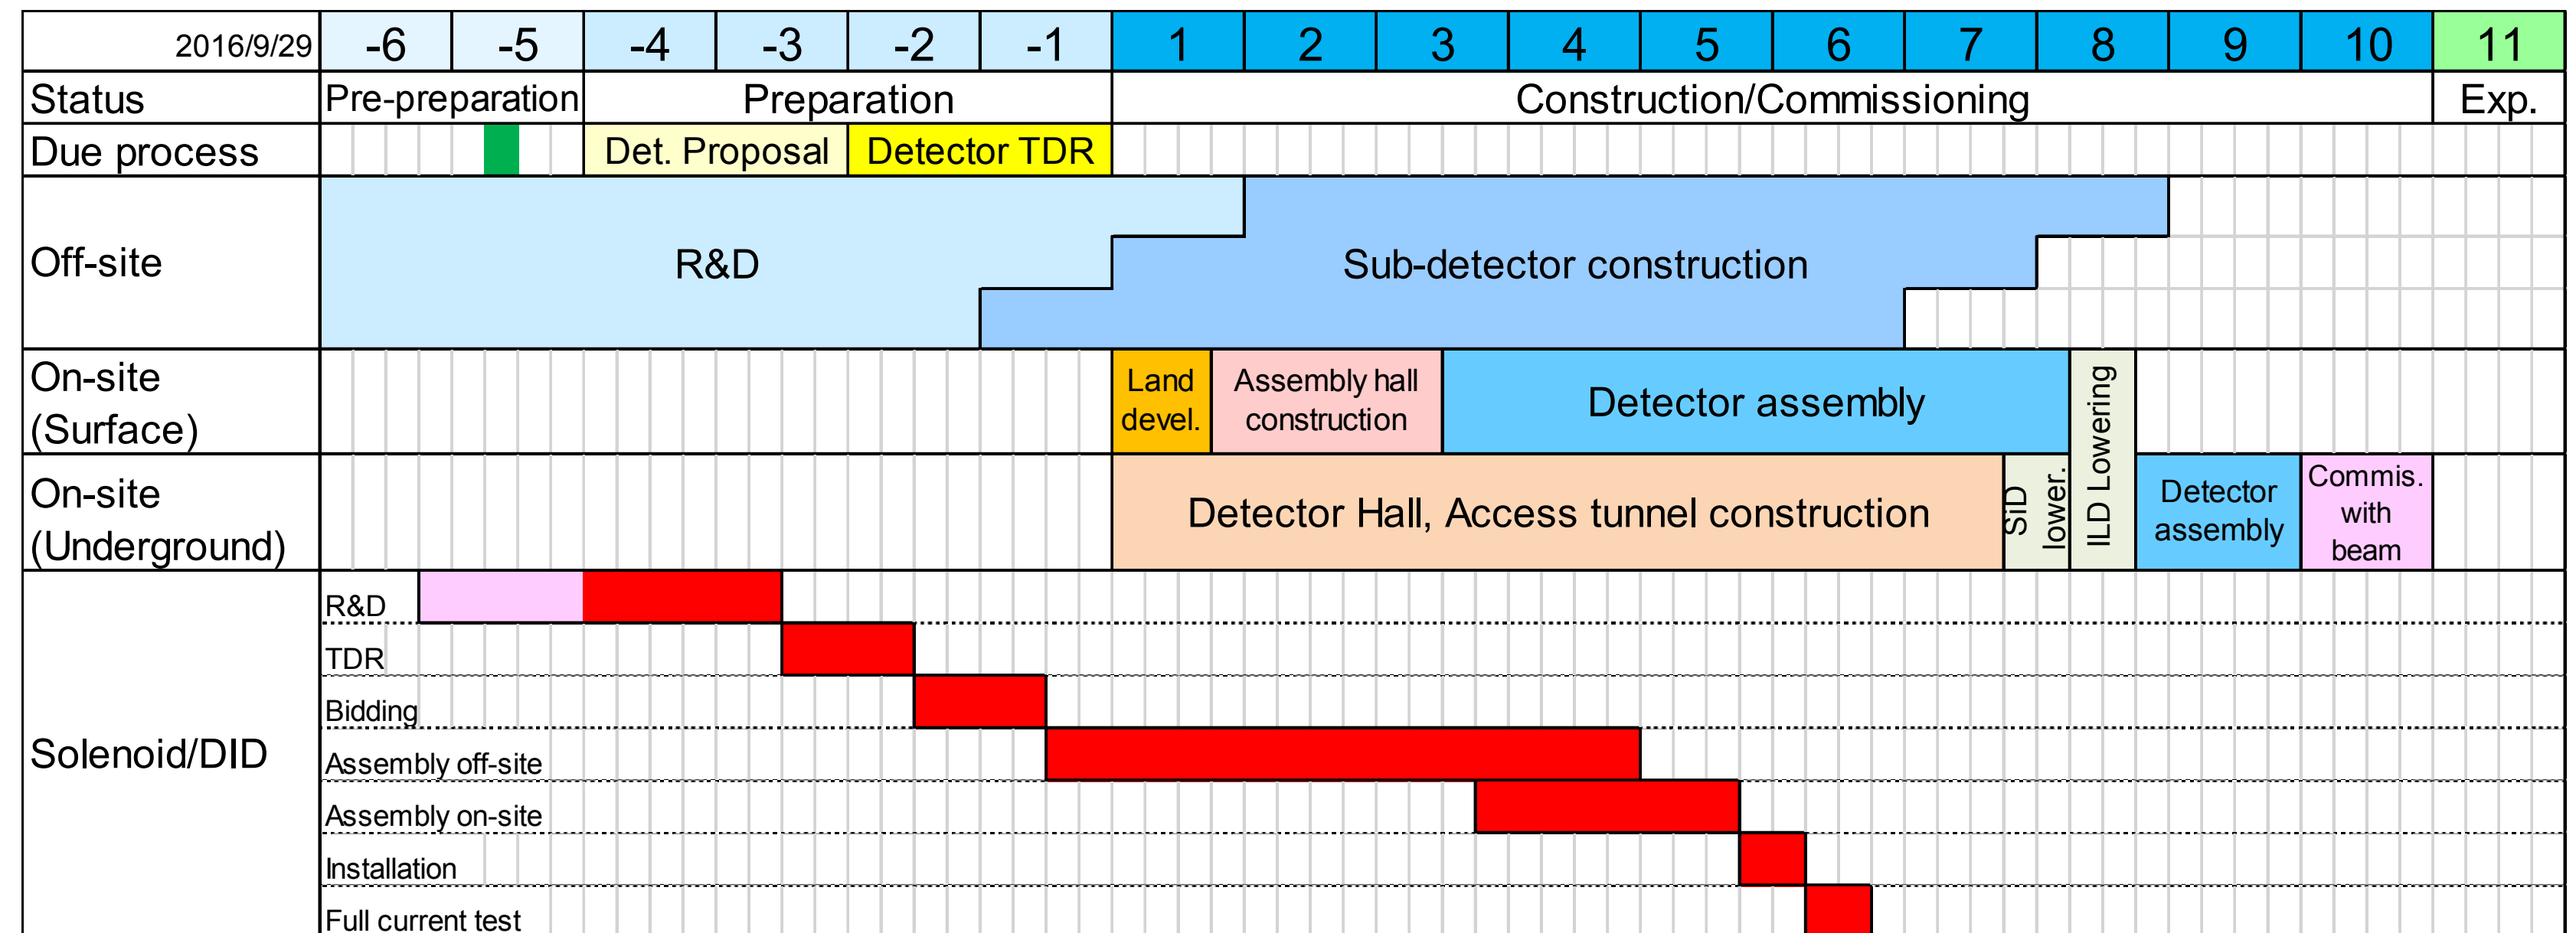 2016/9/29 -6 -5 -4 -3 -2 -1 1 2 3 4 5 6 7 8 9 10 11
Status Pre-preparation Preparation Construction/Commissioning Exp.
Due process Det. Proposal Detector TDR
Off-site R&D Sub-detector construction
On-site
(Surface)
Land
devel.
Assembly hall
construction
Detector assembly
ILD Lowering
On-site
(Underground)
Detector Hall, Access tunnel construction
SiD
lower.
Detector
assembly
Commis.
with
beam
Solenoid/DID
R&D
TDR
Bidding
Assembly off-site
Assembly on-site
Installation
Full current test